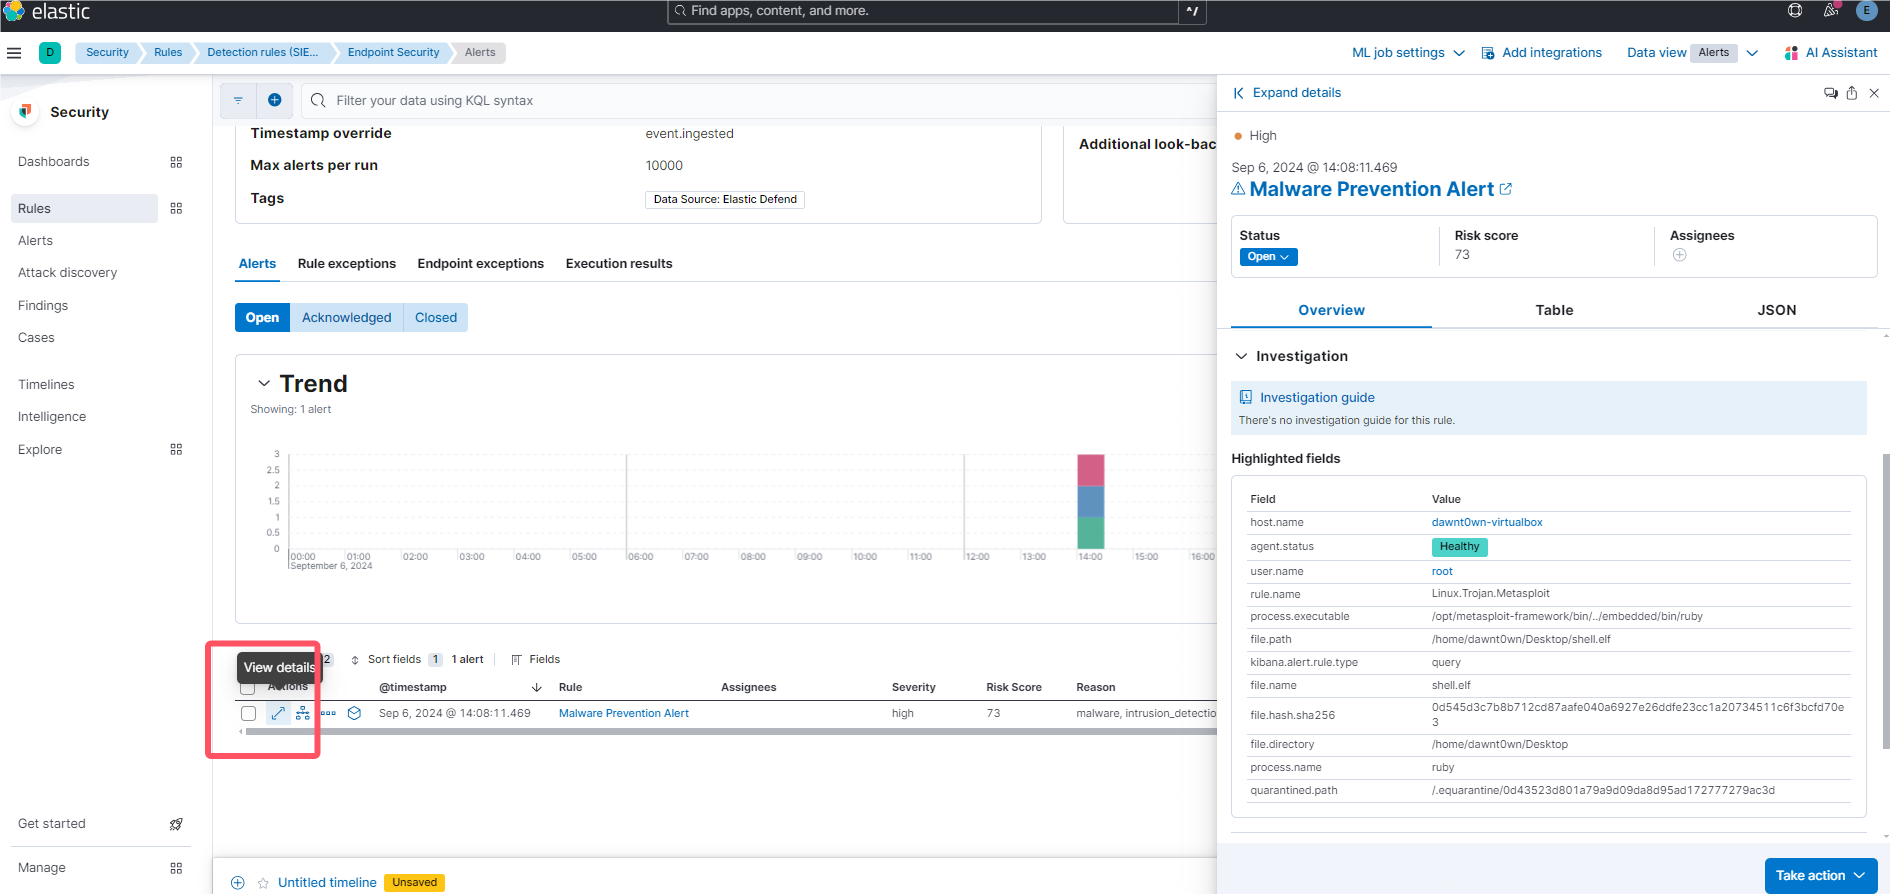 elastic
Find apps, content, and more.
^/
E
D
Security
Rules
Detection rules (SIE...
Endpoint Security
Alerts
ML job settings
Add integrations
Data view Alerts
AI Assistant
Security
Dashboards
Rules
Alerts
Attack discovery
Findings
Cases
Timelines
Intelligence
Explore
Get started
Manage
Filter your data using KQL syntax
Timestamp override event.ingested
Max alerts per run 10000
Tags Data Source: Elastic Defend
Additional look-bac
Alerts Rule exceptions Endpoint exceptions Execution results
Open Acknowledged Closed
Trend
Showing: 1 alert
3
2.5
2
1.5
1
0.5
0
00:00 01:00 02:00 03:00 04:00 05:00 06:00 07:00 08:00 09:00 10:00 11:00 12:00 13:00 14:00 15:00 16:00
September 6, 2024
View details
2 Sort fields 1 1 alert Fields
Actions @timestamp Rule Assignees Severity Risk Score Reason
Sep 6, 2024 @ 14:08:11.469 Malware Prevention Alert high 73 malware, intrusion_detectio
Untitled timeline Unsaved
Expand details
High
Sep 6, 2024 @ 14:08:11.469
Malware Prevention Alert
Status Risk score Assignees
Open 73
Overview Table JSON
Investigation
Investigation guide
There's no investigation guide for this rule.
Highlighted fields
Field Value
host.name dawnt0wn-virtualbox
agent.status Healthy
user.name root
rule.name Linux.Trojan.Metasploit
process.executable /opt/metasploit-framework/bin/../embedded/bin/ruby
file.path /home/dawnt0wn/Desktop/shell.elf
kibana.alert.rule.type query
file.name shell.elf
file.hash.sha256 0d545d3c7b8b712cd87aafe040a6927e26ddfe23cc1a20734511c6f3bcfd70e
3
file.directory /home/dawnt0wn/Desktop
process.name ruby
quarantined.path /.equarantine/0d43523d801a79a9d09da8d95ad172777279ac3d
Take action